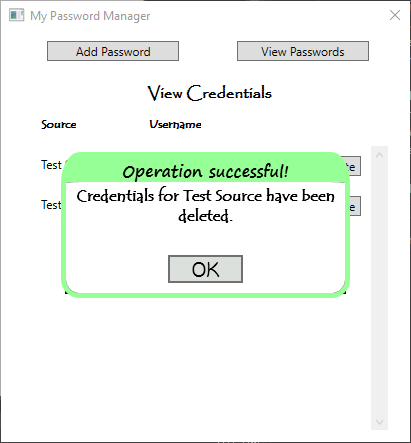 My Password Manager
Add Password View Passwords
View Credentials
Source Username
Test
Operation successful!
Credentials for Test Source have been
deleted.
Test
OK